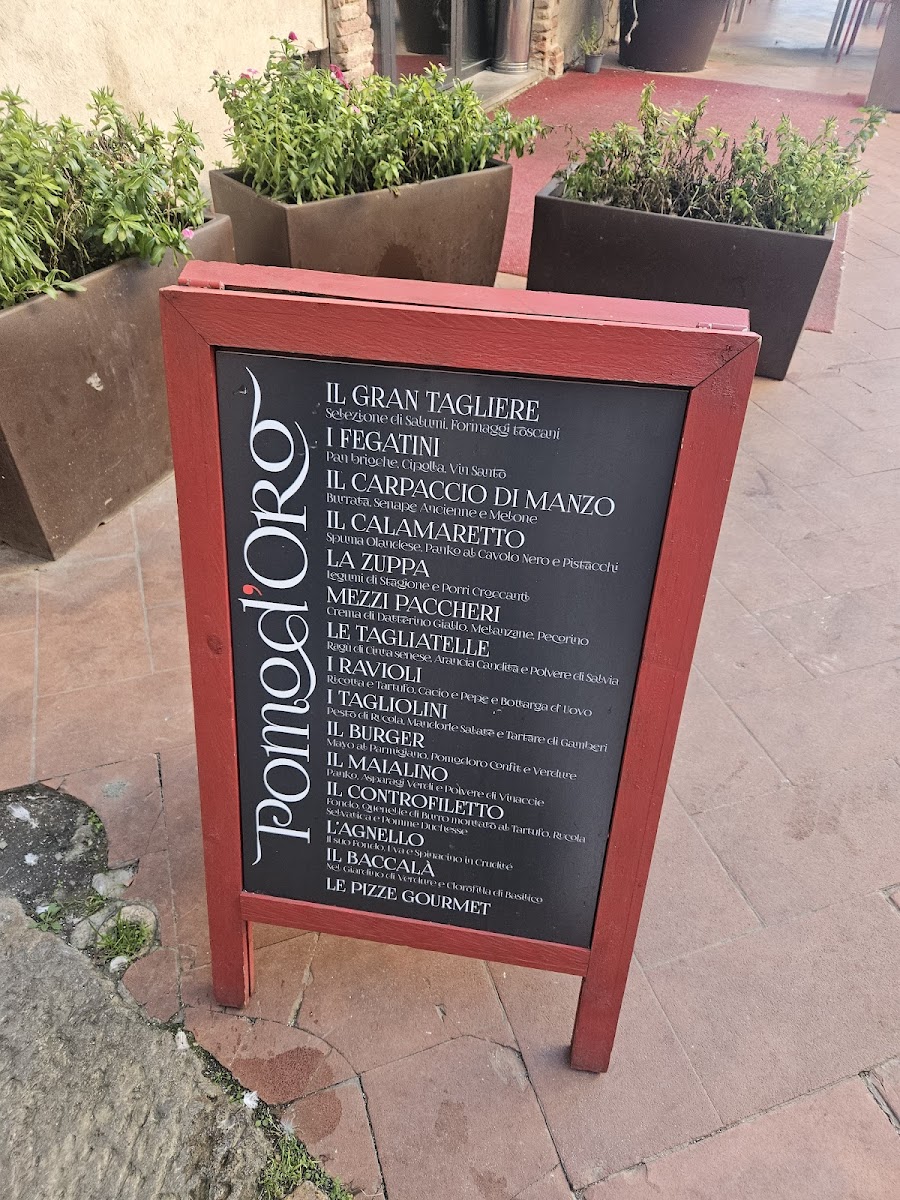 Pomod'Oro
IL GRAN TAGLIERE
Selezione di Salumi, Formaggi toscani
I FEGATINI
Pan brioche, Cipolla, Vin Santo
IL CARPACCIO DI MANZO
Burrata, Senape Ancienne e Melone
IL CALAMARETTO
Spuma Olandese, Panko al Cavolo Nero e Pistacchi
LA ZUPPA
Legumi di Stagione e Porri Croccanti
MEZZI PACCHERI
Crema di Datterino Giallo, Melanzane, Pecorino
LE TAGLIATELLE
Ragù di Cinta senese, Arancia Candita e Polvere di Salvia
I RAVIOLI
Ricotta e Tartufo, Cacio e Pepe e Bottarga d'Uovo
I TAGLIOLINI
Pesto di Rucola, Mandorle Salate e Tartare di Gamberi
IL BURGER
Mayo al Parmigiano, Pomodoro Confit e Verdure
IL MAIALINO
Panko, Asparagi Verdi e Polvere di Vinaccie
IL CONTROFILETTO
Fondo, Quenelle di Burro montato al Tartufo, Rucola
Selvatica e Pomme Duchesse
L'AGNELLO
Il suo Fondo, Uva e Spinacino in Crudité
IL BACCALÀ
Nel Giardino di Verdure e Clorofilla di Basilico
LE PIZZE GOURMET